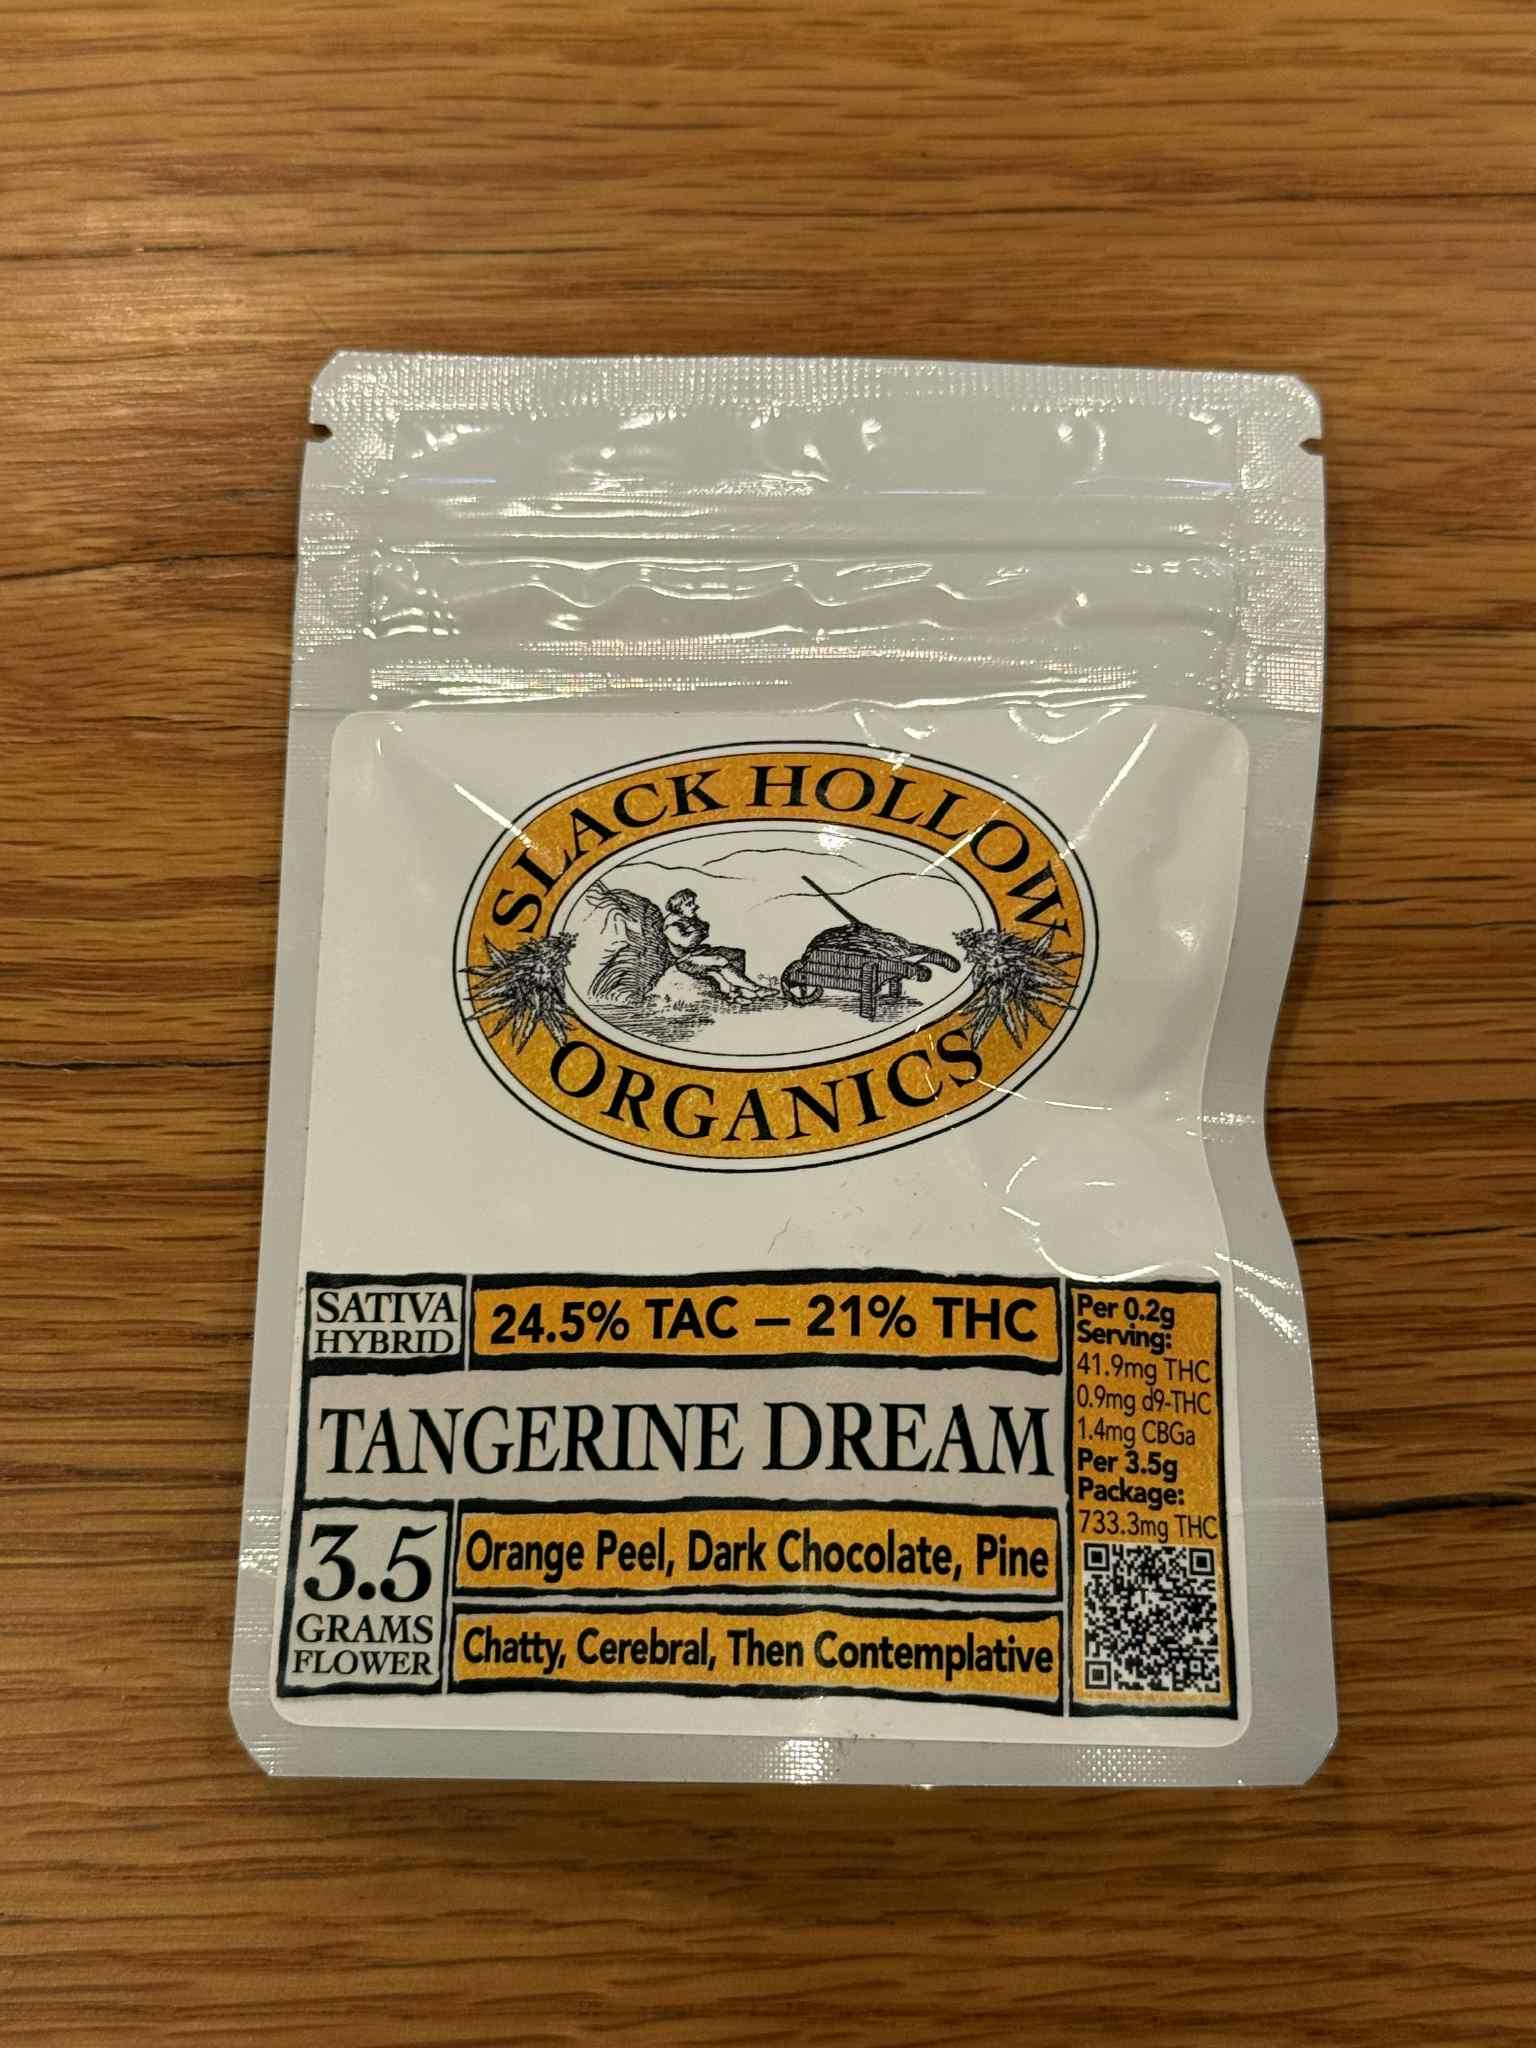 SLACK HOLLOW
ORGANICS
SATIVA
HYBRID
24.5% TAC – 21% THC
TANGERINE DREAM
3.5
GRAMS
FLOWER
Orange Peel, Dark Chocolate, Pine
Chatty, Cerebral, Then Contemplative
Per 0.2g
Serving:
41.9mg THC
0.9mg d9-THC
1.4mg CBGa
Per 3.5g
Package:
733.3mg THC